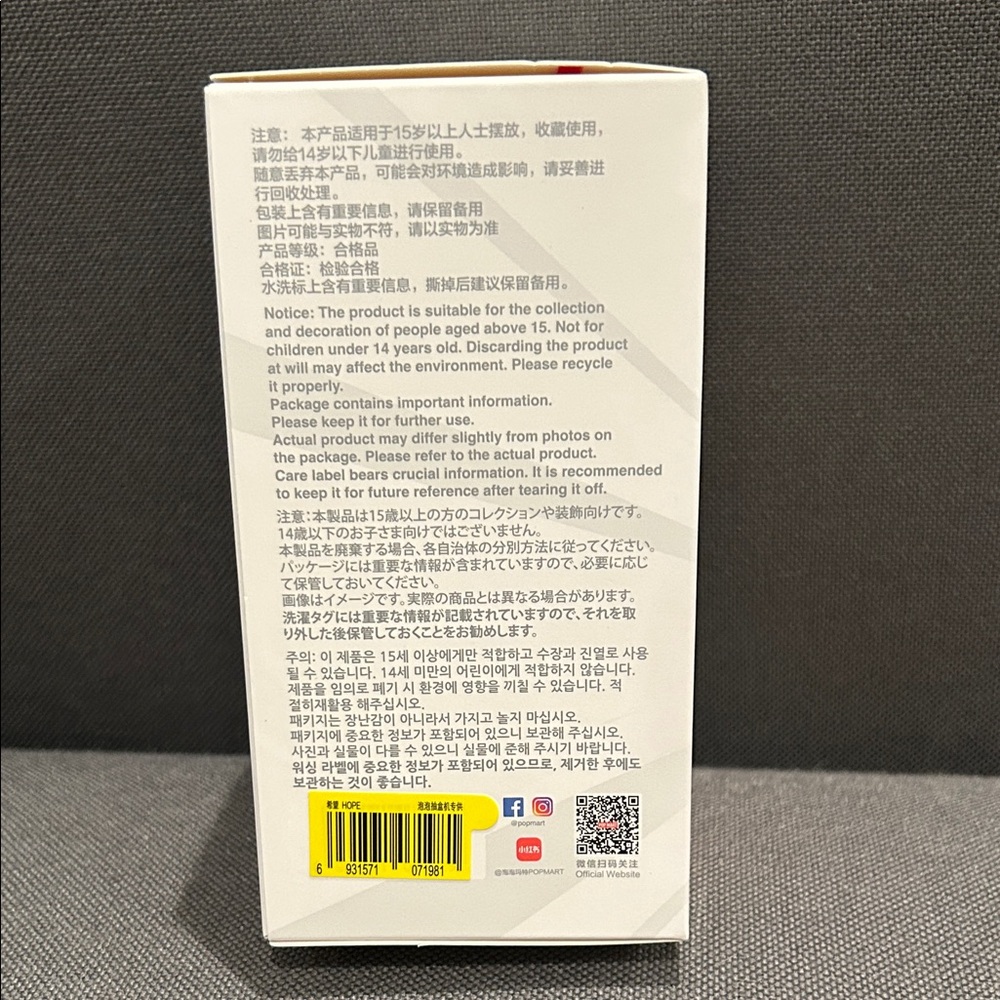 注意： 本产品适用于15岁以上人士摆放，收藏使用，
请勿给14岁以下儿童进行使用。
随意丢弃本产品，可能会对环境造成影响，请妥善进
行回收处理。
包装上含有重要信息，请保留备用
图片可能与实物不符，请以实物为准
产品等级：合格品
合格证：检验合格
水洗标上含有重要信息，撕掉后建议保留备用。
Notice: The product is suitable for the collection
and decoration of people aged above 15. Not for
children under 14 years old. Discarding the product
at will may affect the environment. Please recycle
it properly.
Package contains important information.
Please keep it for further use.
Actual product may differ slightly from photos on
the package. Please refer to the actual product.
Care label bears crucial information. It is recommended
to keep it for future reference after tearing it off.
注意：本製品は15歳以上の方のコレクションや装飾向けです。
14歳以下のお子さま向けではございません。
本製品を廃棄する場合、各自治体の分別方法に従ってください。
パッケージには重要な情報が含まれていますので、必要に応じ
て保管しておいてください。
画像はイメージです。実際の商品とは異なる場合があります。
洗濯タグには重要な情報が記載されていますので、それを取
り外した後保管しておくことをお勧めします。
주의: 이 제품은 15세 이상에게만 적합하고 수장과 진열로 사용
될 수 있습니다. 14세 미만의 어린이에게 적합하지 않습니다.
제품을 임의로 폐기 시 환경에 영향을 끼칠 수 있습니다. 적
절히재활용 해주십시오.
패키지는 장난감이 아니라서 가지고 놀지 마십시오.
패키지에 중요한 정보가 포함되어 있으니 보관해 주십시오.
사진과 실물이 다를 수 있으니 실물에 준해 주시기 바랍니다.
워싱 라벨에 중요한 정보가 포함되어 있으므로, 제거한 후에도
보관하는 것이 좋습니다.
希望 HOPE 泡泡抽盒机专供
6 931571 071981
@popmart
小红书
@泡泡玛特POPMART
微信扫码关注
Official Website